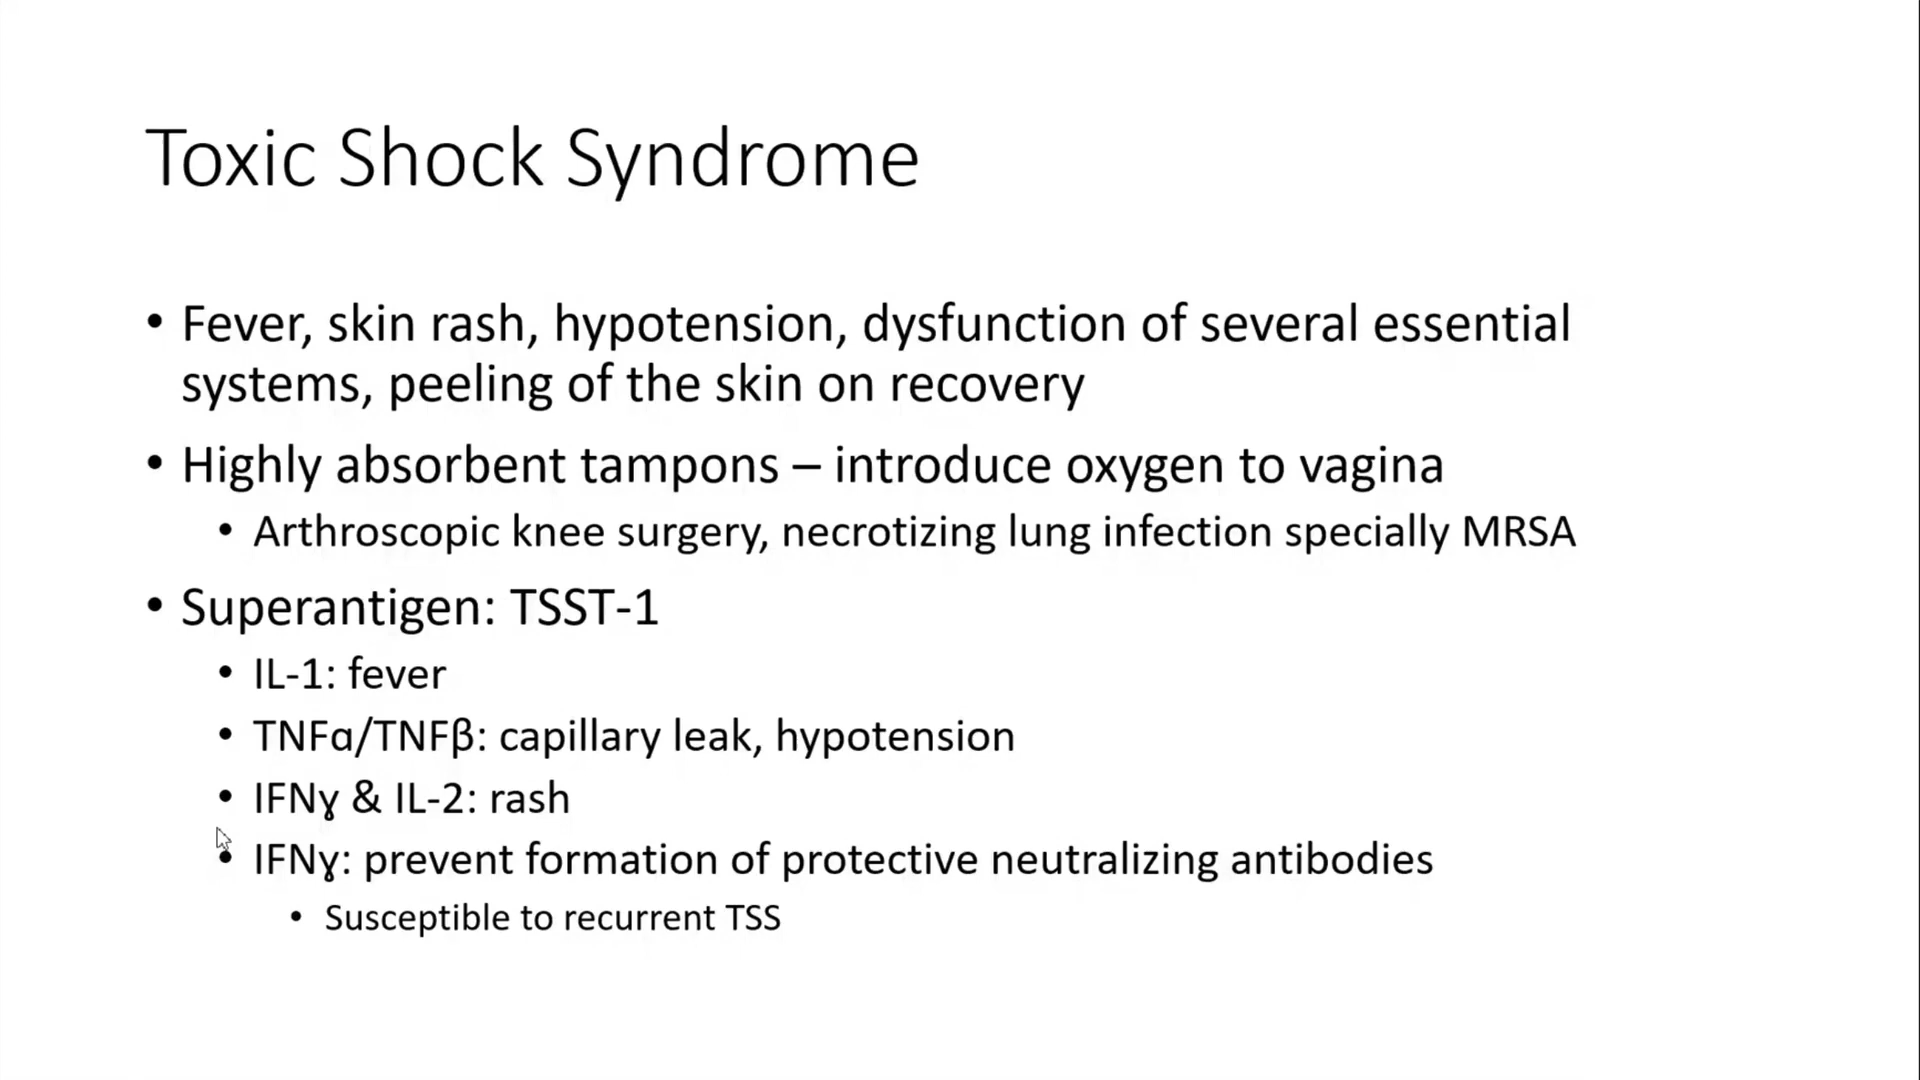 Toxic Shock Syndrome
• Fever, skin rash, hypotension, dysfunction of several essential
systems, peeling of the skin on recovery
• Highly absorbent tampons – introduce oxygen to vagina
• Arthroscopic knee surgery, necrotizing lung infection specially MRSA
• Superantigen: TSST-1
• IL-1: fever
• TNFα/TNFβ: capillary leak, hypotension
• IFNɣ & IL-2: rash
• IFNɣ: prevent formation of protective neutralizing antibodies
• Susceptible to recurrent TSS